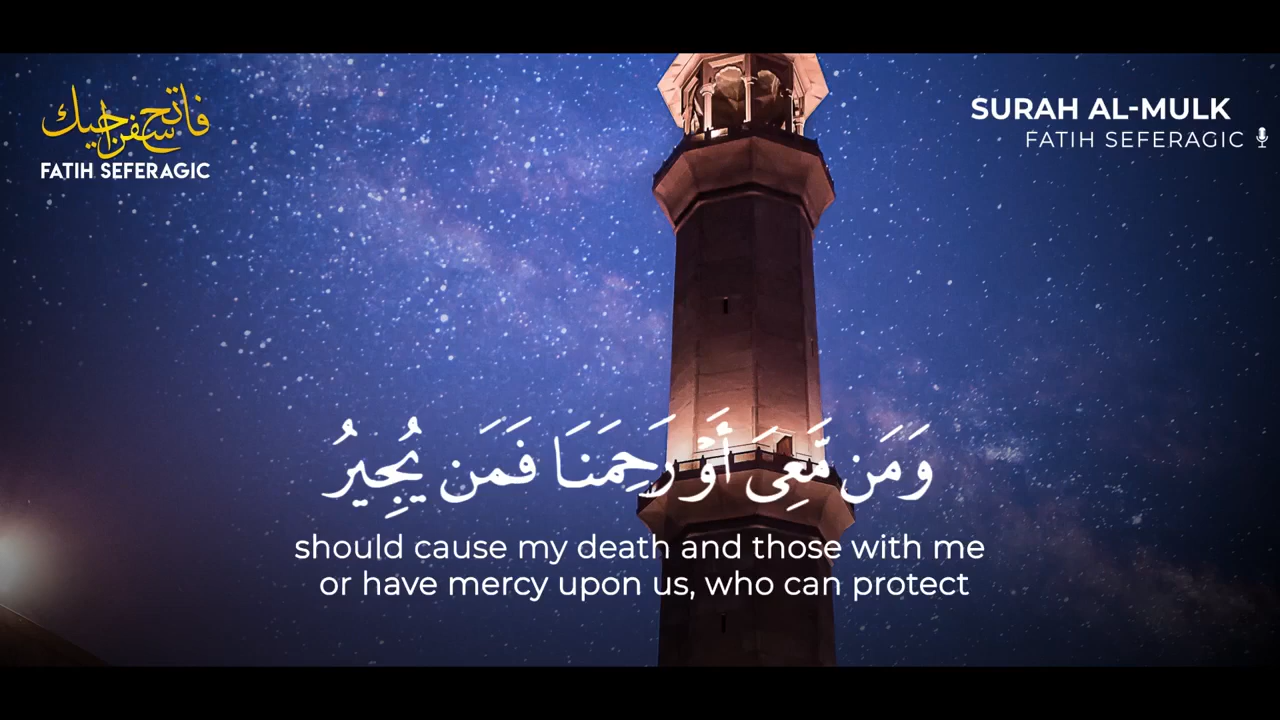 فاتح سفراجيك
FATIH SEFERAGIC
SURAH AL-MULK
FATIH SEFERAGIC
وَمَن مَّعِىَ أَوْ رَحِمَنَا فَمَن يُجِيرُ
should cause my death and those with me
or have mercy upon us, who can protect